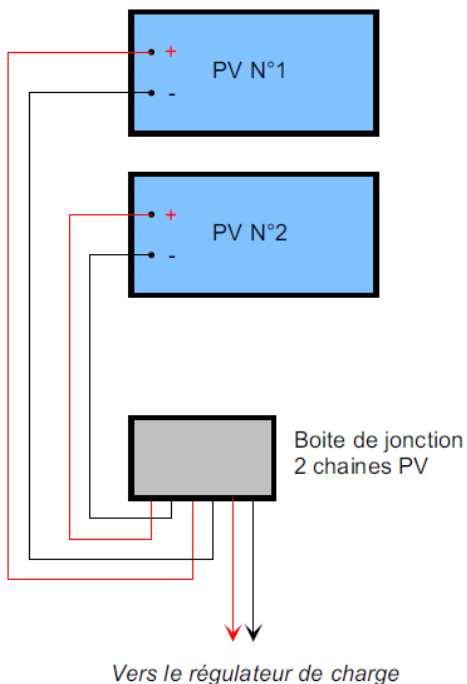 +
PV N°1
-
+
PV N°2
-
Boite de jonction
2 chaines PV
Vers le régulateur de charge